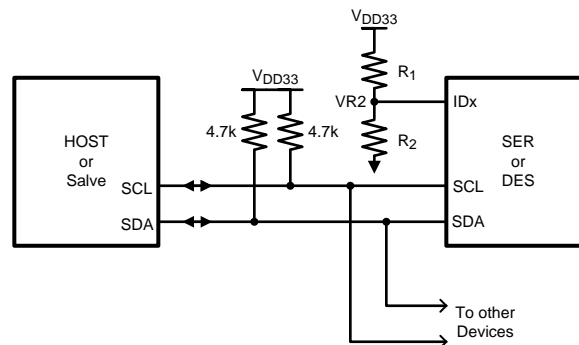 VDD33
VDD33
R1
VR2
IDx
4.7k
4.7k
R2
HOST
or
Salve
SER
or
DES
SCL
SCL
SDA
SDA
To other
Devices